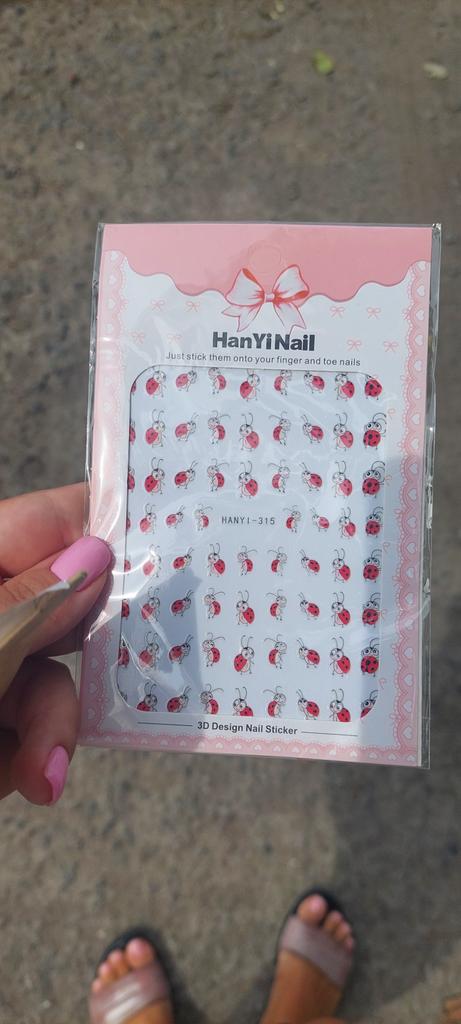 HanYiNail
Just stick them onto your finger and toe nails
HANYI-315
3D Design Nail Sticker